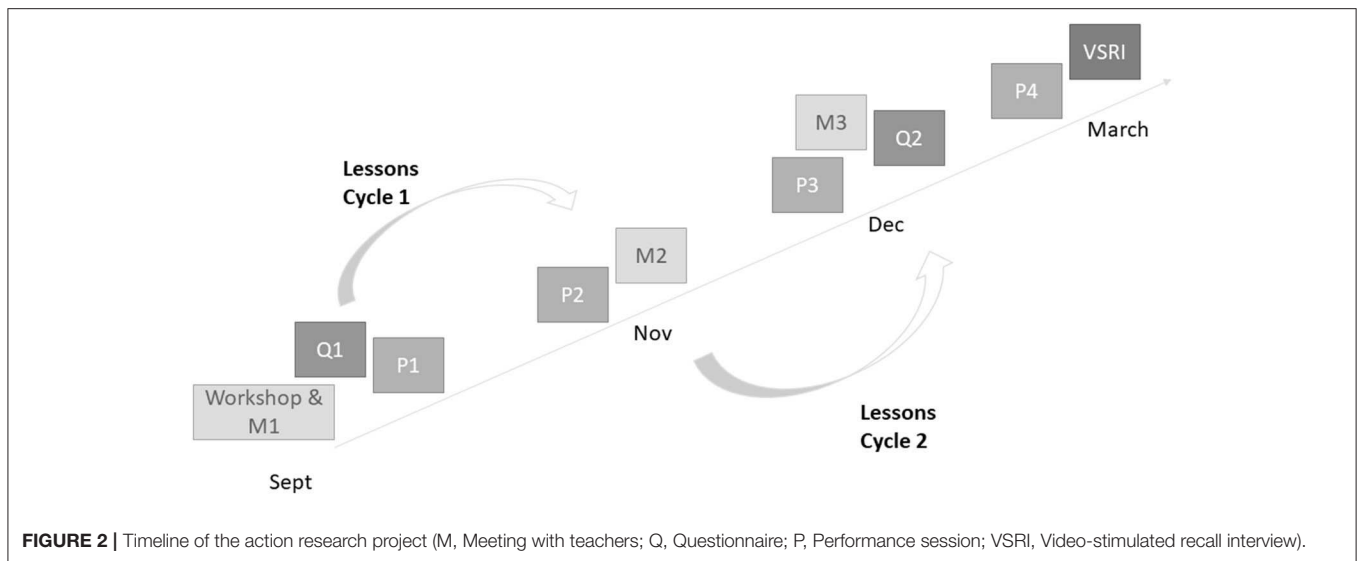 VSRI
P4
March
M3
Q2
P3
Dec
Lessons
Cycle 1
M2
P2
Nov
Q1
P1
Workshop &
M1
Sept
Lessons
Cycle 2
FIGURE 2 | Timeline of the action research project (M, Meeting with teachers; Q, Questionnaire; P, Performance session; VSRI, Video-stimulated recall interview).